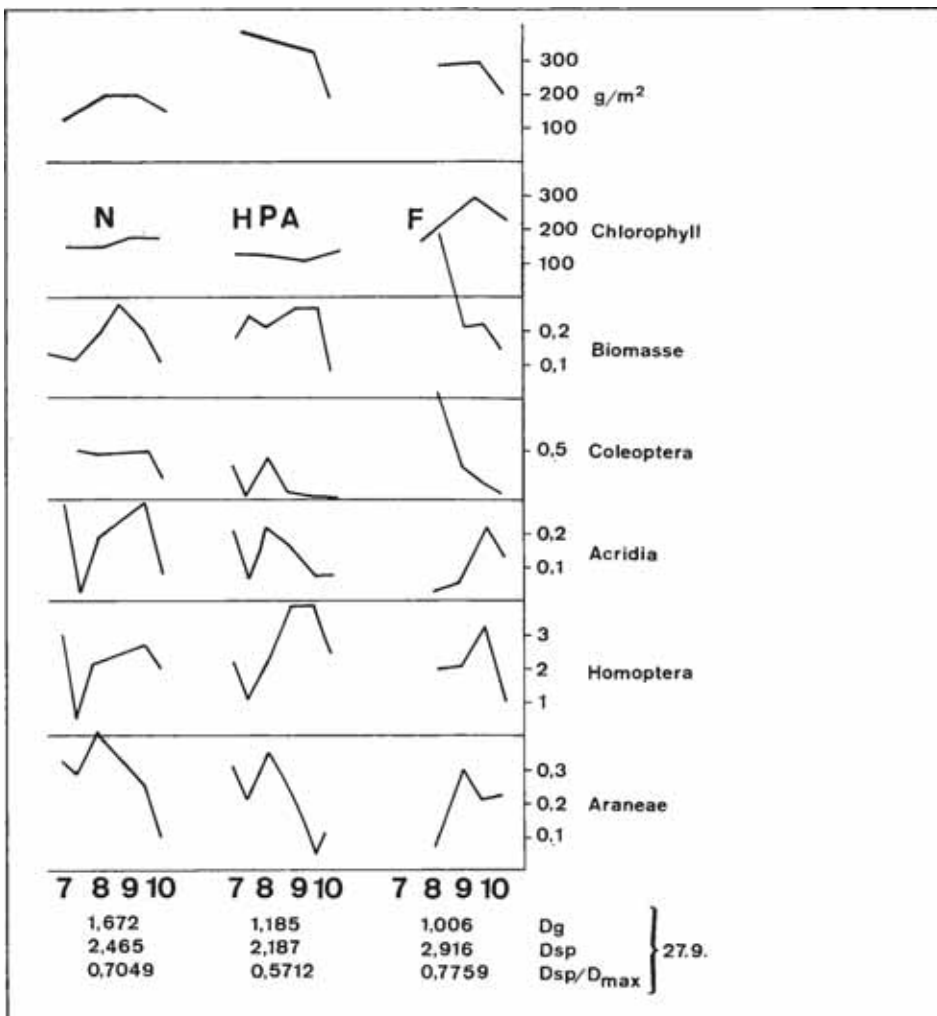 300
200 g/m²
100
300
N HPA F 200 Chlorophyll
100
0,2
Biomasse
0,1
0,5 Coleoptera
0,2
Acridia
0,1
3
2 Homoptera
1
0,3
0,2 Araneae
0,1
7 8 9 10 7 8 9 10 7 8 9 10
1,672 1,185 1,006 Dg
2,465 2,187 2,916 Dsp } 27.9.
0,7049 0,5712 0,7759 Dsp/Dmax